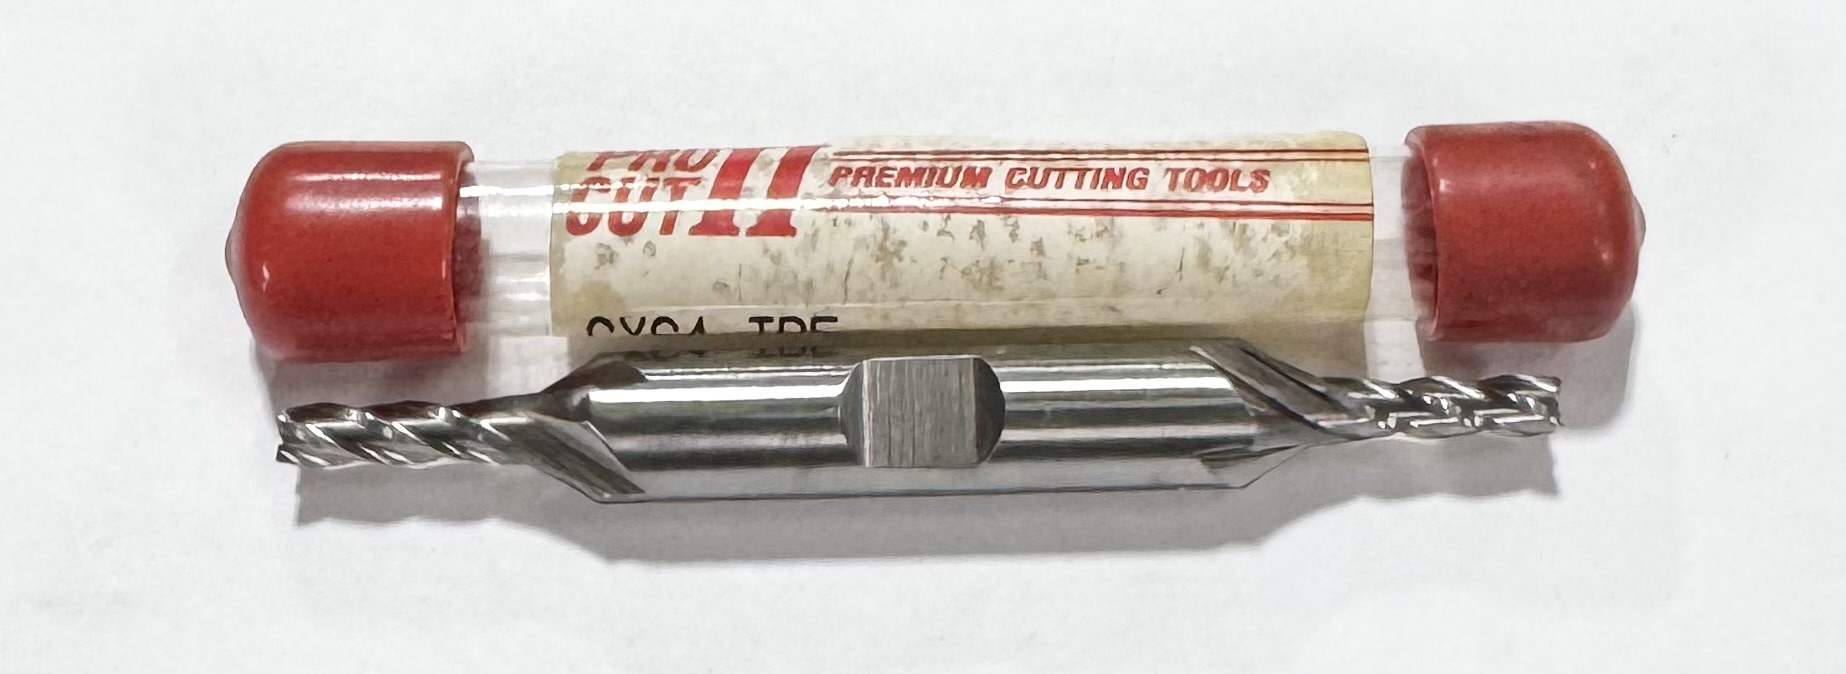 PRO
CUT II
PREMIUM CUTTING TOOLS